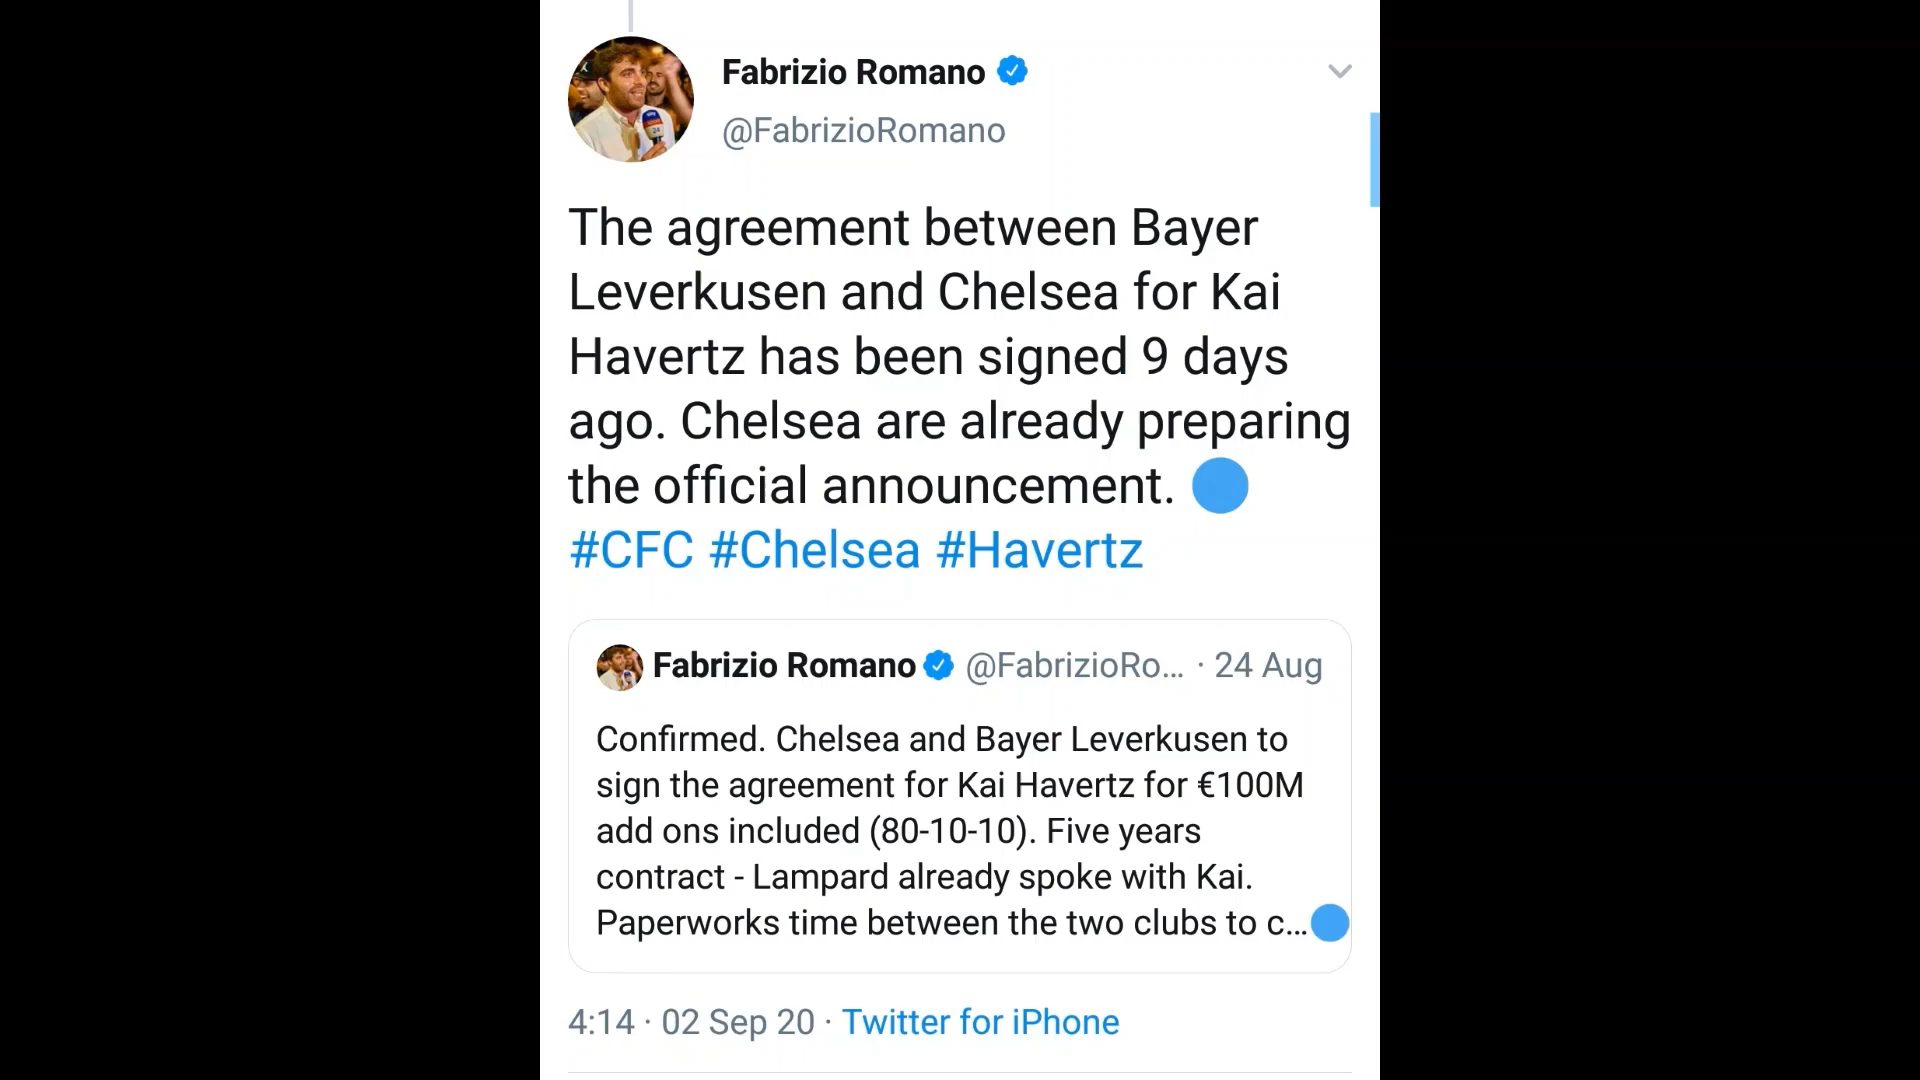 Fabrizio Romano
@FabrizioRomano
The agreement between Bayer
Leverkusen and Chelsea for Kai
Havertz has been signed 9 days
ago. Chelsea are already preparing
the official announcement.
#CFC #Chelsea #Havertz
Fabrizio Romano @FabrizioRo... · 24 Aug
Confirmed. Chelsea and Bayer Leverkusen to
sign the agreement for Kai Havertz for €100M
add ons included (80-10-10). Five years
contract - Lampard already spoke with Kai.
Paperworks time between the two clubs to c...
4:14 · 02 Sep 20 · Twitter for iPhone